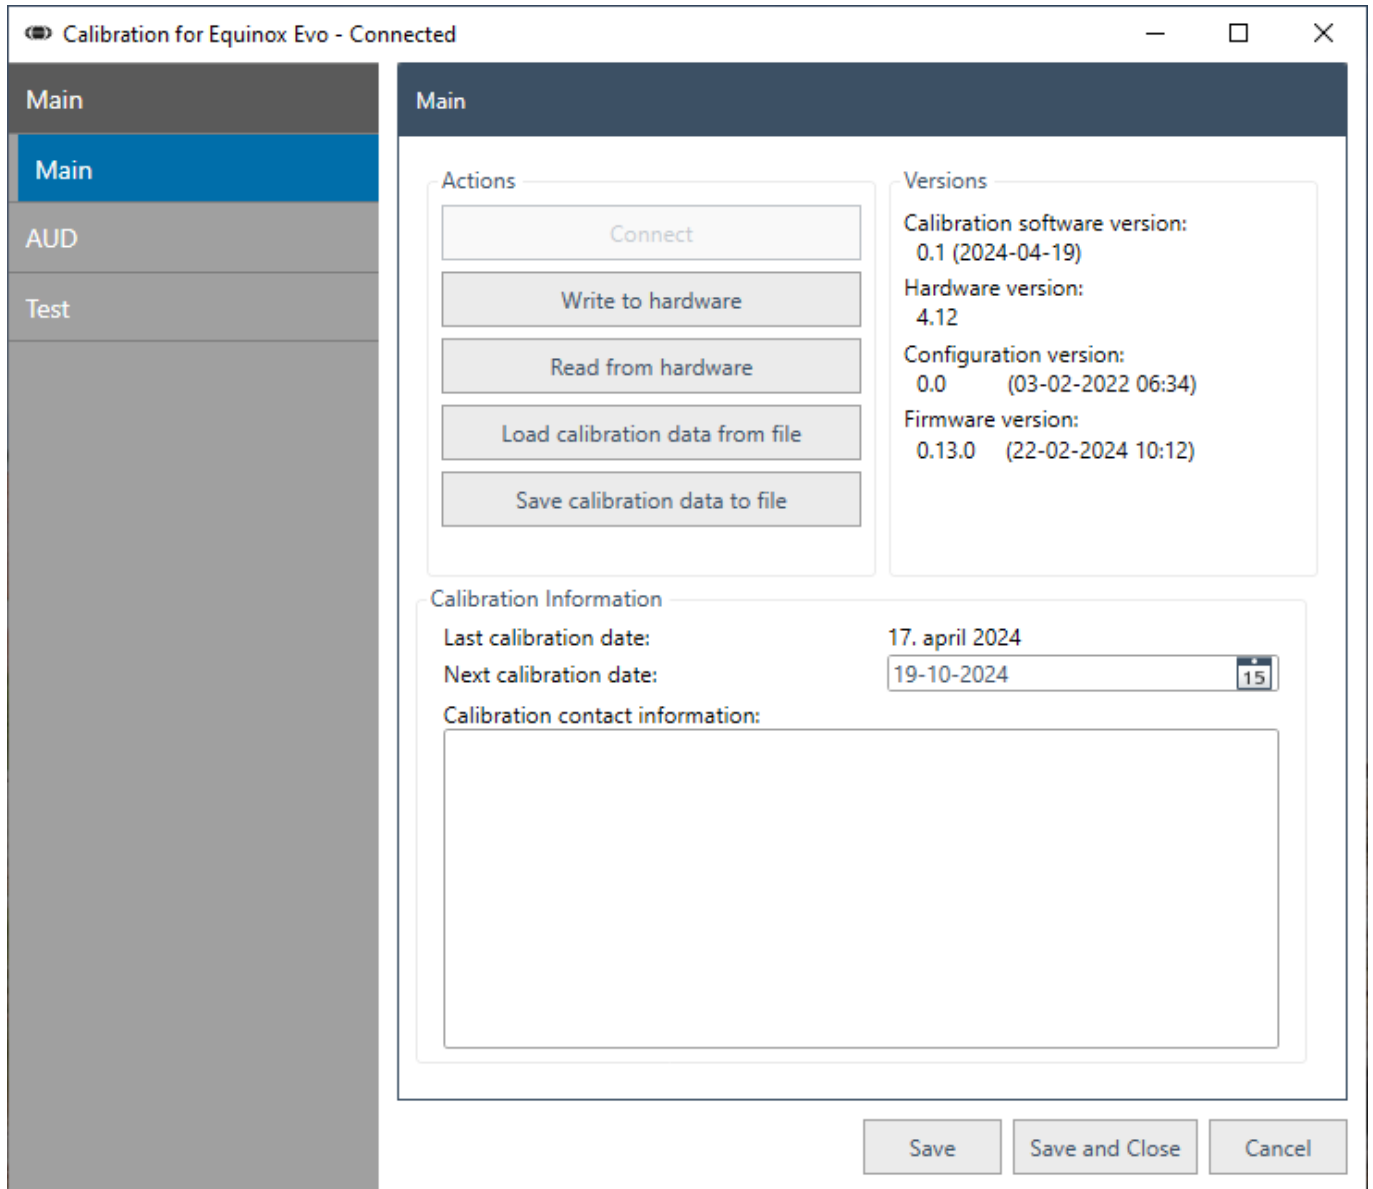 Calibration for Equinox Evo - Connected
Main
Main
AUD
Test
Main
Actions
Connect
Write to hardware
Read from hardware
Load calibration data from file
Save calibration data to file
Versions
Calibration software version:
0.1 (2024-04-19)
Hardware version:
4.12
Configuration version:
0.0 (03-02-2022 06:34)
Firmware version:
0.13.0 (22-02-2024 10:12)
Calibration Information
Last calibration date: 17. april 2024
Next calibration date: 19-10-2024 15
Calibration contact information:
Save Save and Close Cancel